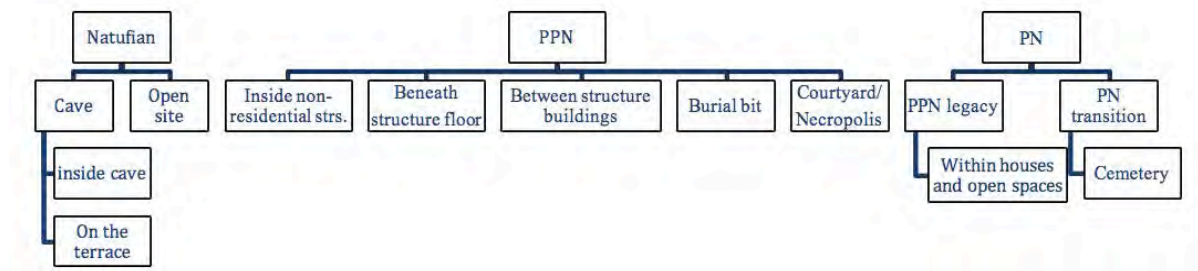 Natufian
PPN
PN
Cave
Open
site
Inside non-
residential strs.
Beneath
structure floor
Between structure
buildings
Burial bit
Courtyard/
Necropolis
PPN legacy
PN
transition
inside cave
On the
terrace
Within houses
and open spaces
Cemetery